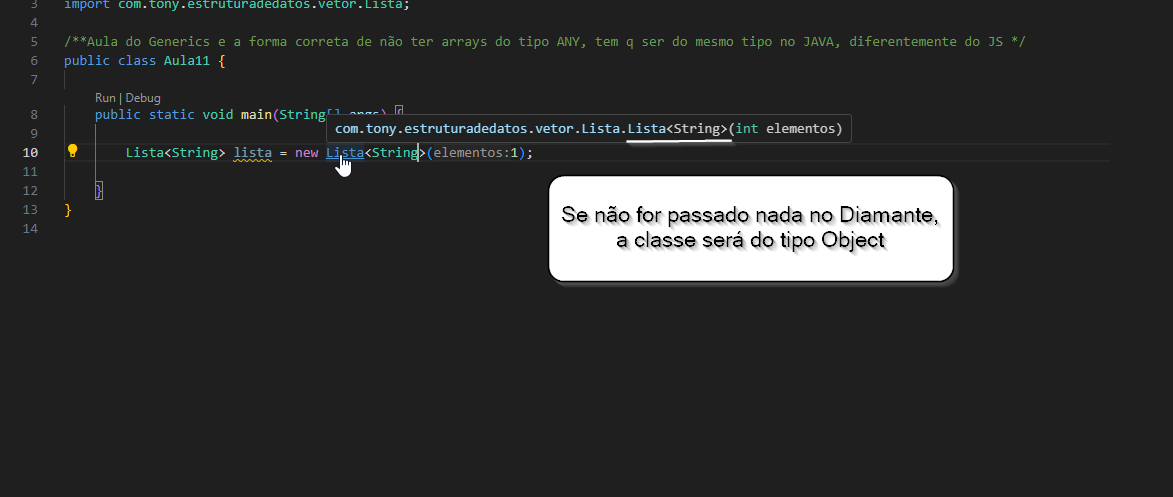 3 import com.tony.estruturadedatos.vetor.Lista;
4
5 /**Aula do Generics e a forma correta de não ter arrays do tipo ANY, tem q ser do mesmo tipo no JAVA, diferentemente do JS */
6 public class Aula11 {
7
Run | Debug
8 public static void main(String[] args) {
com.tony.estruturadedatos.vetor.Lista.Lista<String>(int elementos)
9
10 Lista<String> lista = new Lista<String>(elementos:1);
11
12 }
13 }
14
Se não for passado nada no Diamante,
a classe será do tipo Object